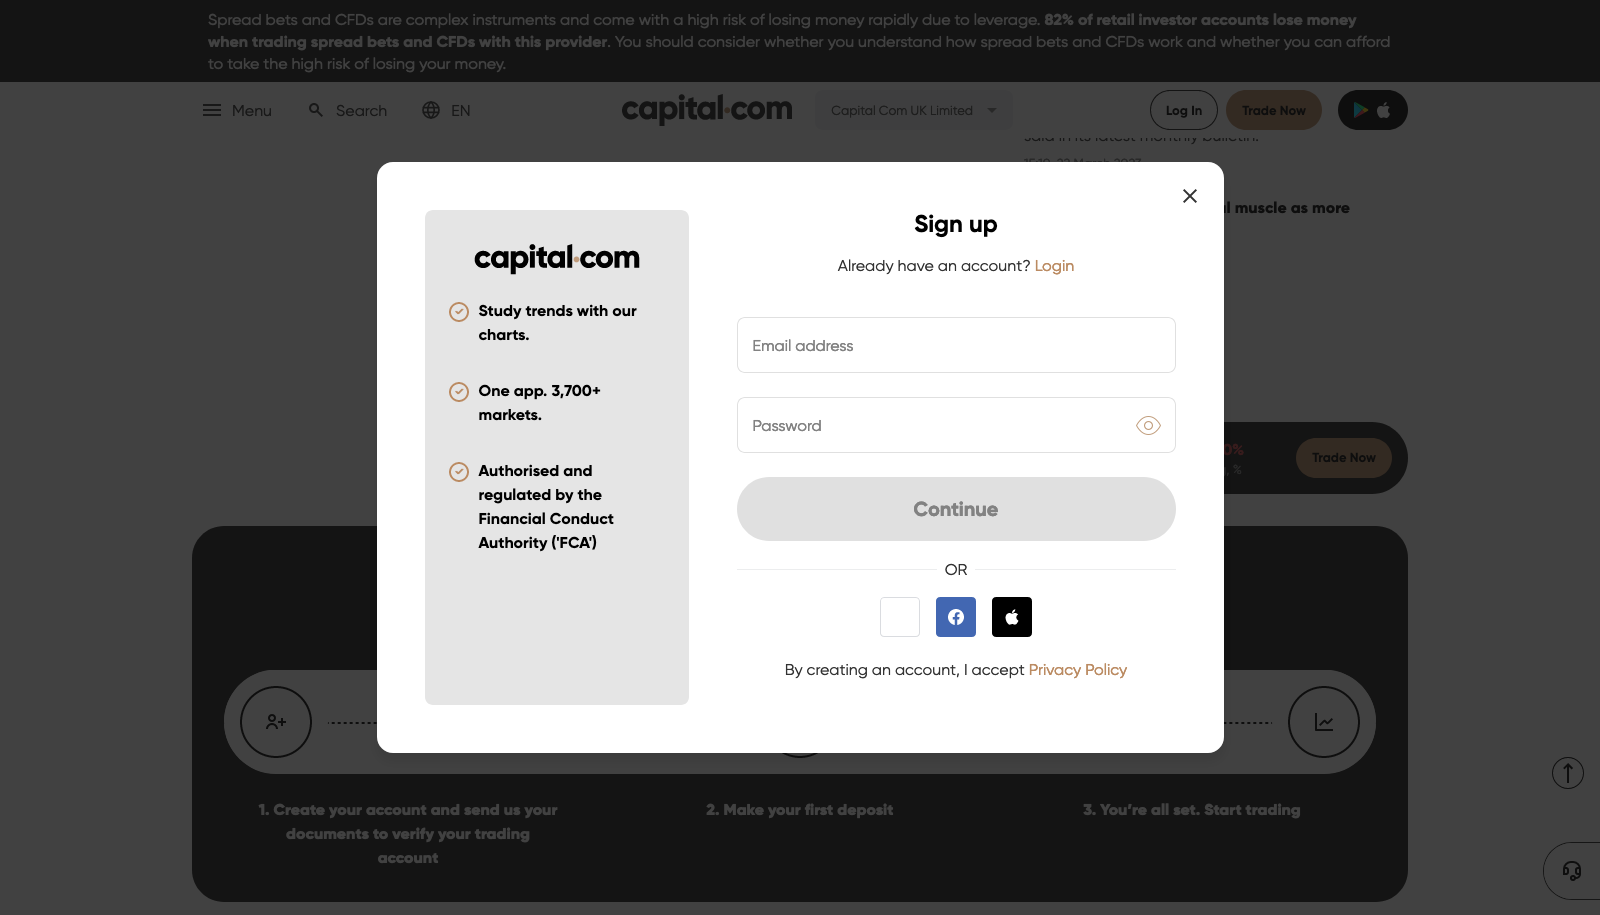 Spread bets and CFDs are complex instruments and come with a high risk of losing money rapidly due to leverage. 82% of retail investor accounts lose money
when trading spread bets and CFDs with this provider. You should consider whether you understand how spread bets and CFDs work and whether you can afford
to take the high risk of losing your money.
Menu Search EN capital.com Capital Com UK Limited Log In Trade Now
said in its latest monthly bulletin.
muscle as more
Sign up
Already have an account? Login
capital.com
Study trends with our
charts.
One app. 3,700+
markets.
Authorised and
regulated by the
Financial Conduct
Authority ('FCA')
Email address
Password
Continue
OR
By creating an account, I accept Privacy Policy
Trade Now
1. Create your account and send us your
documents to verify your trading
account
2. Make your first deposit
3. You’re all set. Start trading